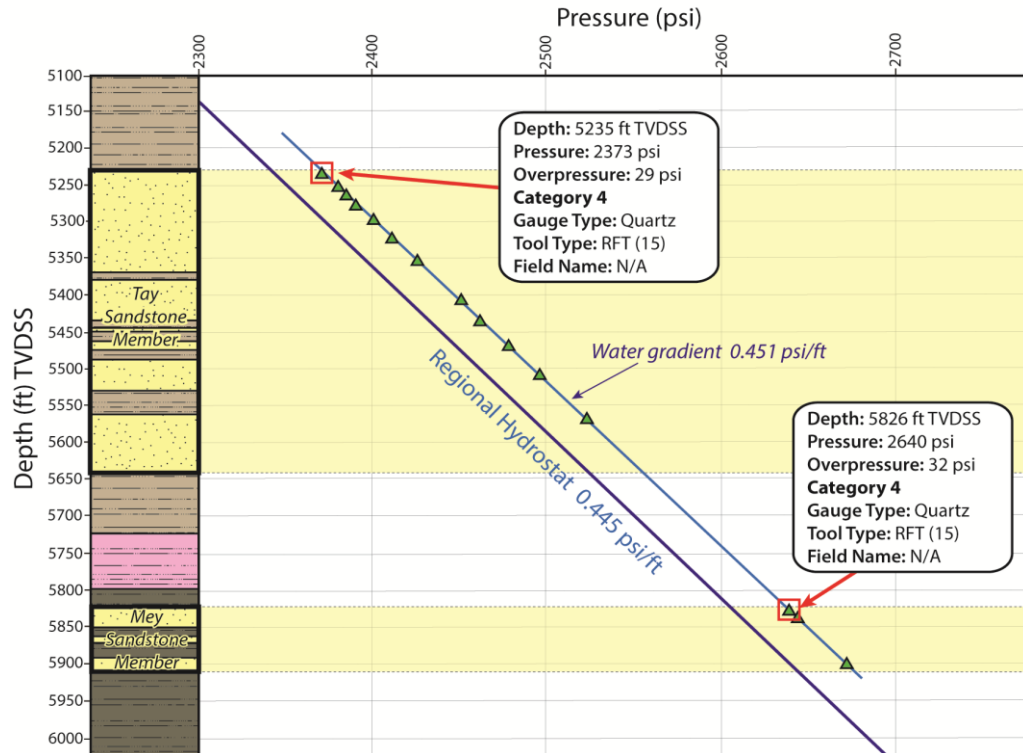 Pressure (psi)
2300
2400
2500
2600
2700
Depth (ft) TVDSS
5100
5150
5200
5250
5300
5350
5400
5450
5500
5550
5600
5650
5700
5750
5800
5850
5900
5950
6000
Tay
Sandstone
Member
Mey
Sandstone
Member
Depth: 5235 ft TVDSS
Pressure: 2373 psi
Overpressure: 29 psi
Category 4
Gauge Type: Quartz
Tool Type: RFT (15)
Field Name: N/A
Water gradient 0.451 psi/ft
Regional Hydrostat 0.445 psi/ft
Depth: 5826 ft TVDSS
Pressure: 2640 psi
Overpressure: 32 psi
Category 4
Gauge Type: Quartz
Tool Type: RFT (15)
Field Name: N/A